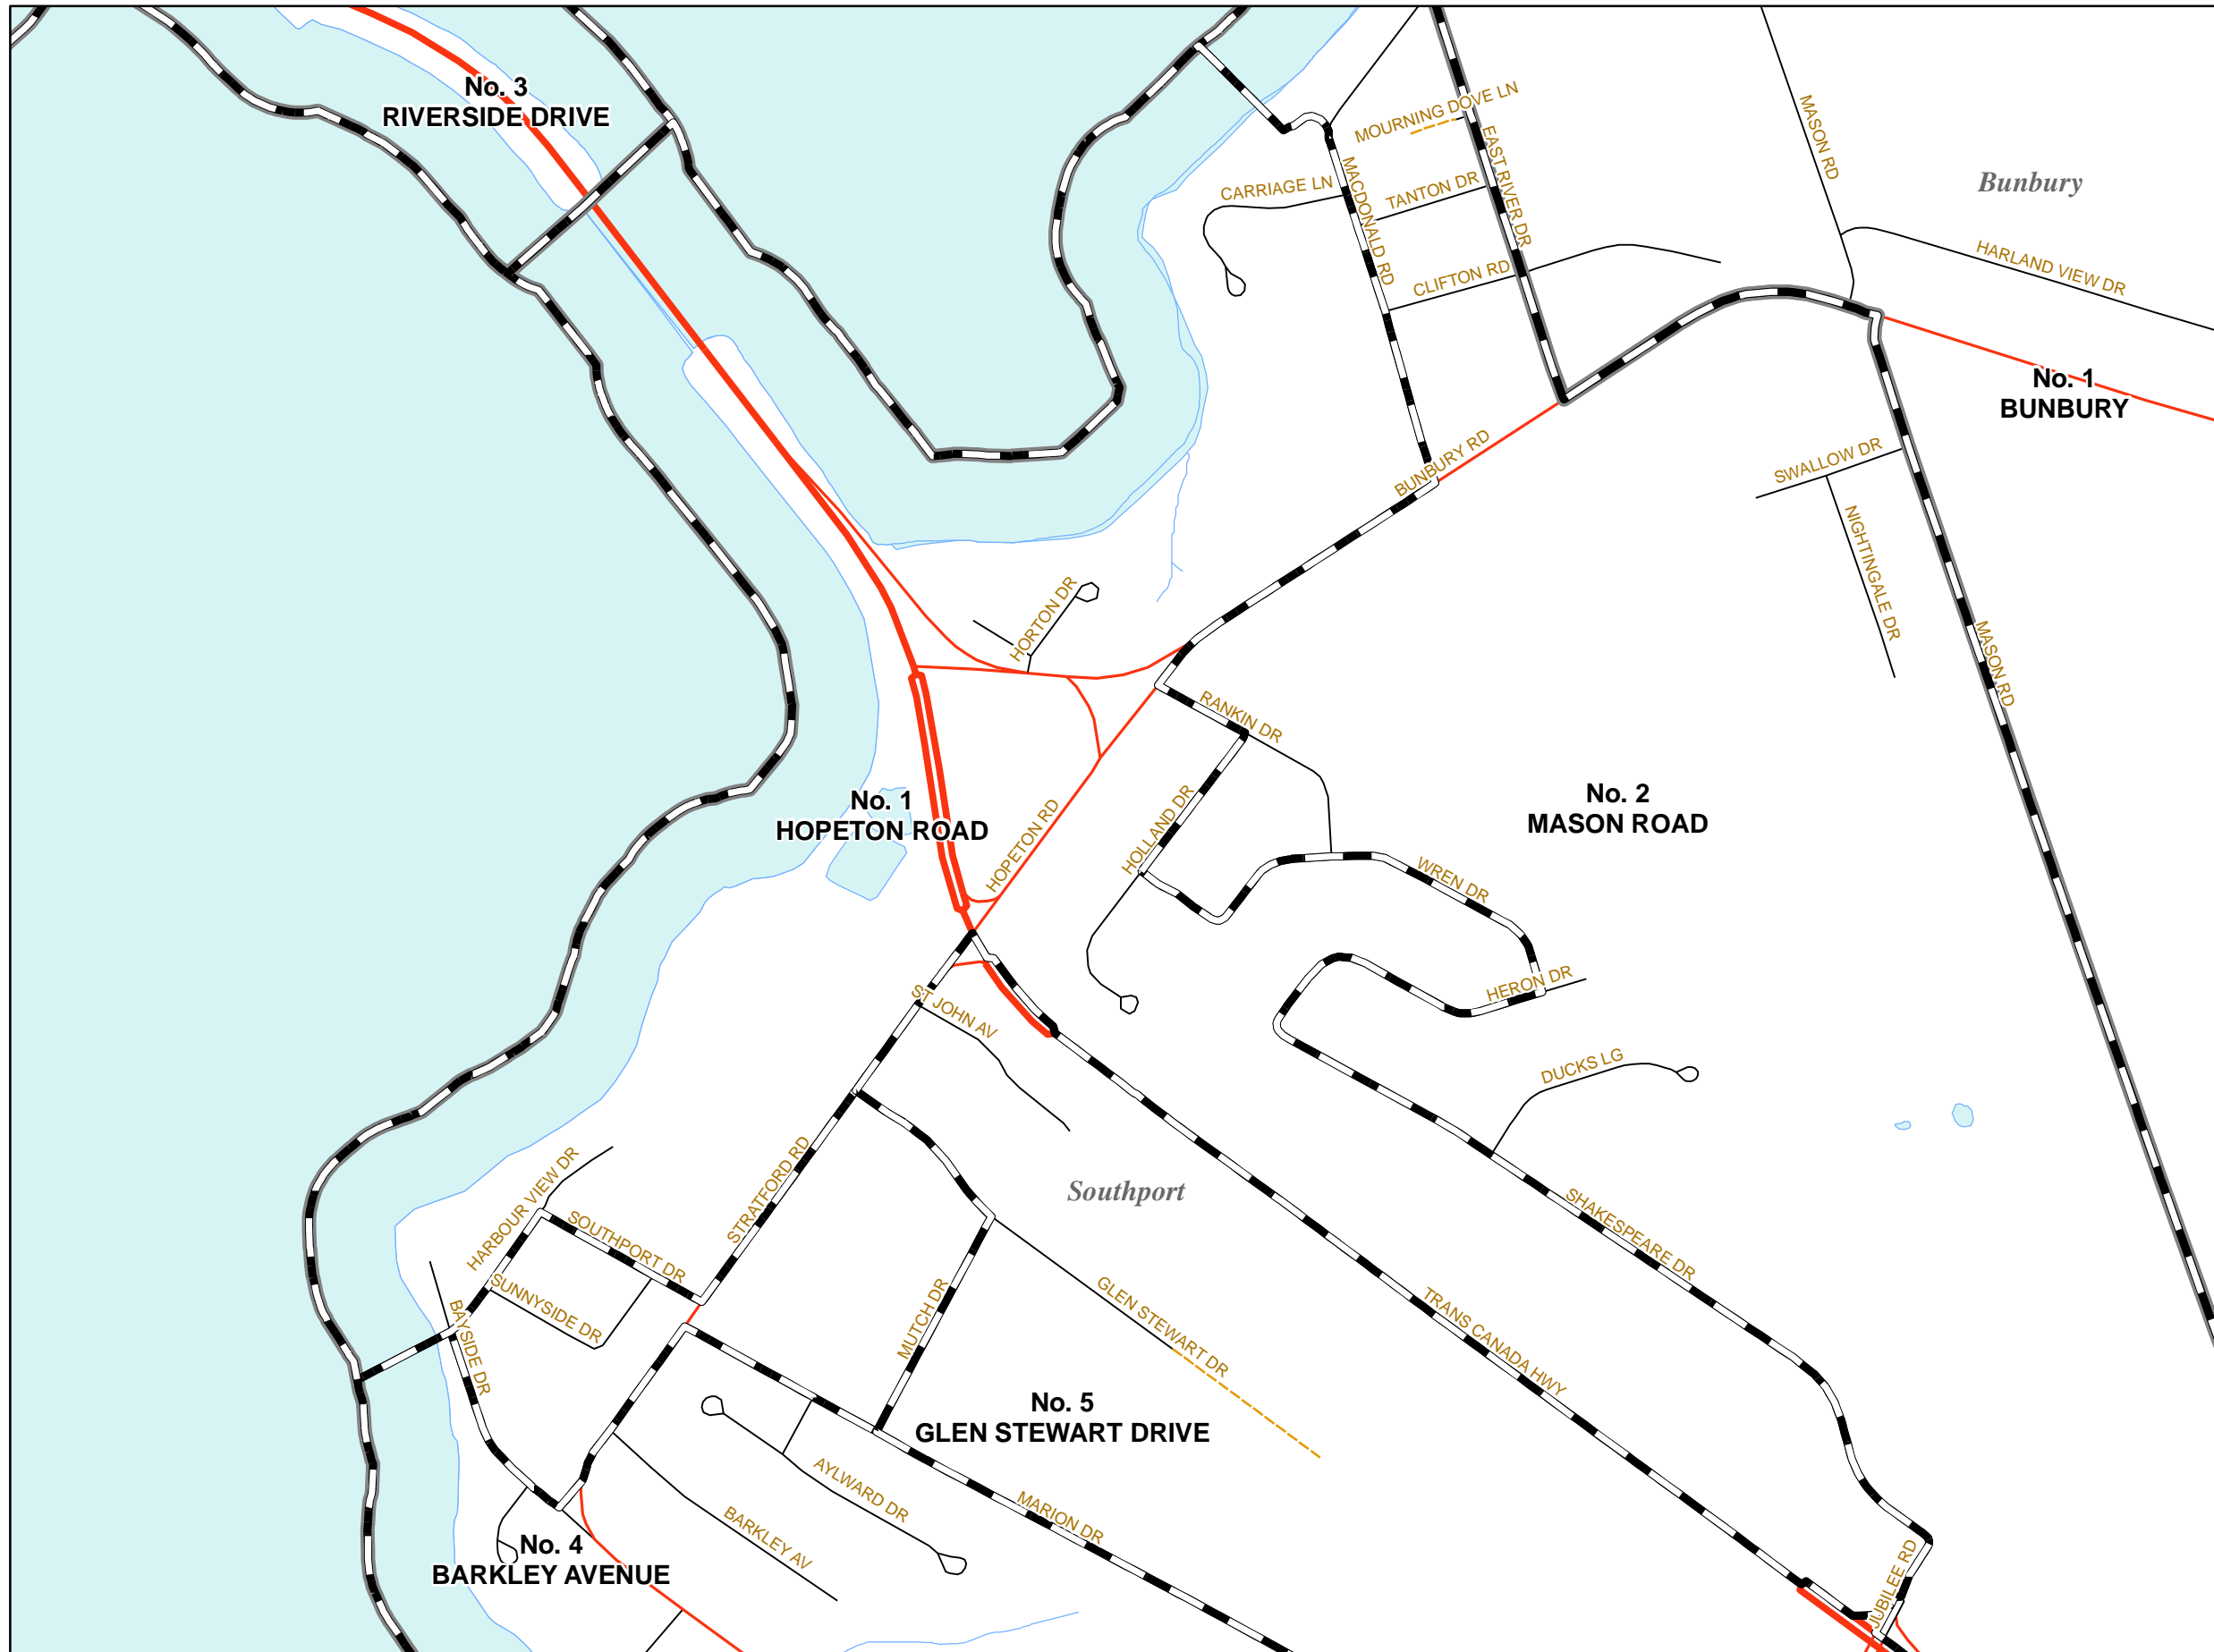 No. 3
RIVERSIDE DRIVE
MOURNING DOVE LN
MASON RD
EAST RIVER DR
Bunbury
CARRIAGE LN
MACDONALD RD
TANTON DR
HARLAND VIEW DR
CLIFTON RD
No. 1
BUNBURY
BUNBURY RD
SWALLOW DR
NIGHTINGALE DR
HORTON DR
MASON RD
RANKIN DR
No. 1
HOPETON ROAD
HOPETON RD
HOLLAND DR
No. 2
MASON ROAD
WREN DR
HERON DR
ST JOHN AV
DUCKS LG
STRATFORD RD
HARBOUR VIEW DR
Southport
SOUTHPORT DR
SHAKESPEARE DR
SUNNYSIDE DR
BAYSIDE DR
MUTCH DR
GLEN STEWART DR
TRANS CANADA HWY
No. 5
GLEN STEWART DRIVE
AYLWARD DR
MARION DR
BARKLEY AV
No. 4
BARKLEY AVENUE
JUBILEE RD